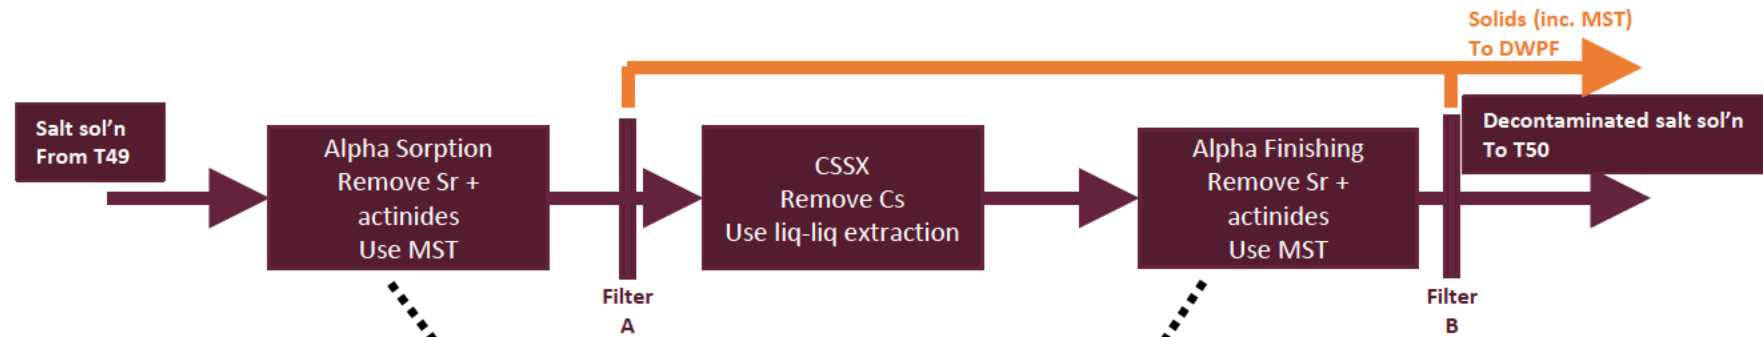 Solids (inc. MST)
To DWPF
Salt sol’n
From T49
Alpha Sorption
Remove Sr +
actinides
Use MST
CSSX
Remove Cs
Use liq-liq extraction
Alpha Finishing
Remove Sr +
actinides
Use MST
Decontaminated salt sol’n
To T50
Filter
A
Filter
B